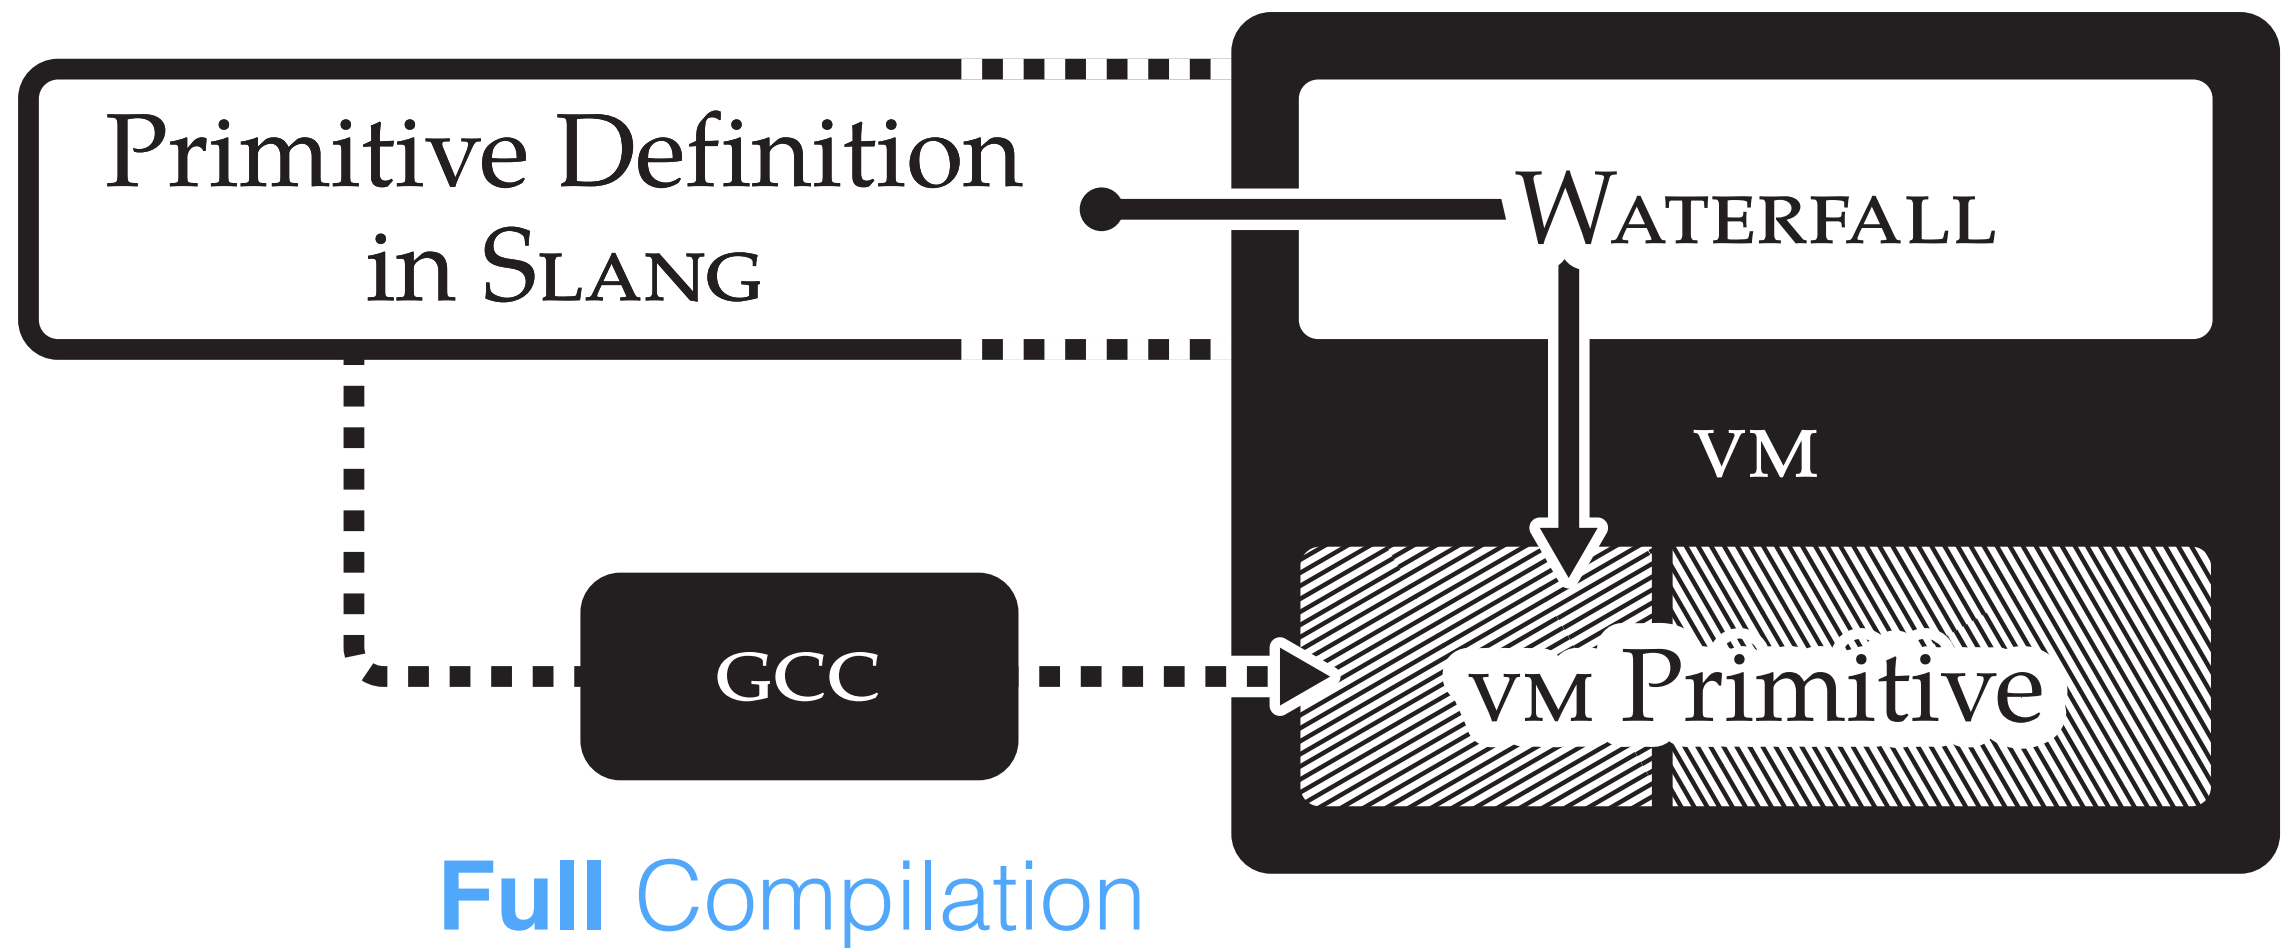 Primitive Definition
in Slang
Waterfall
vm
gcc
vm Primitive
Full Compilation